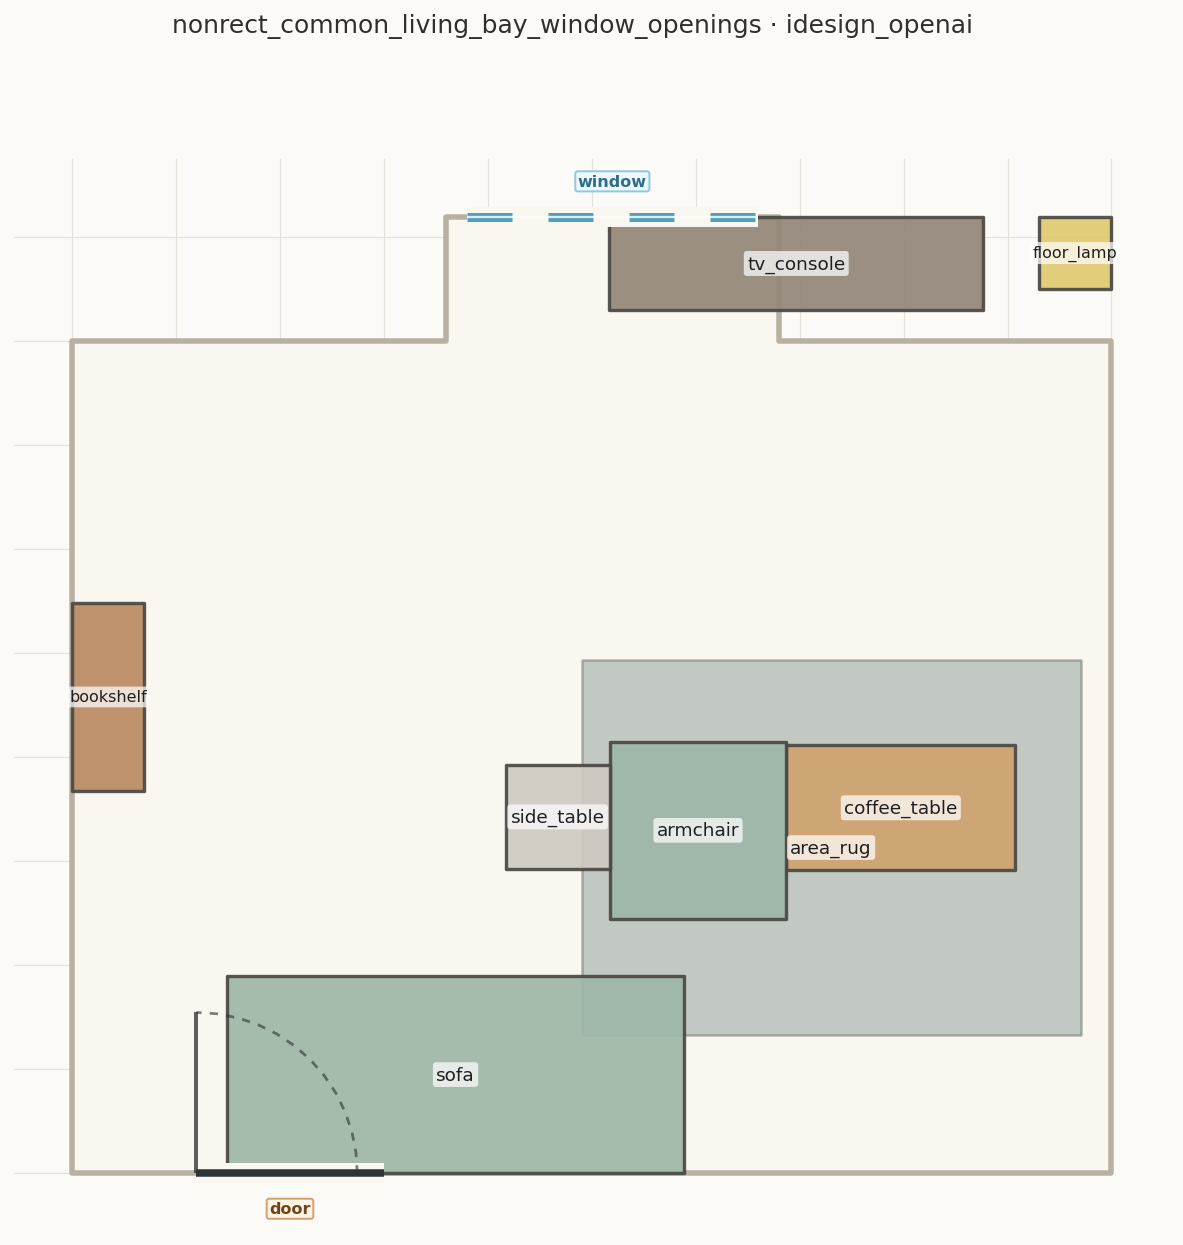 nonrect_common_living_bay_window_openings · idesign_openai
window
tv_console
floor_lamp
bookshelf
side_table
armchair
coffee_table
area_rug
sofa
door